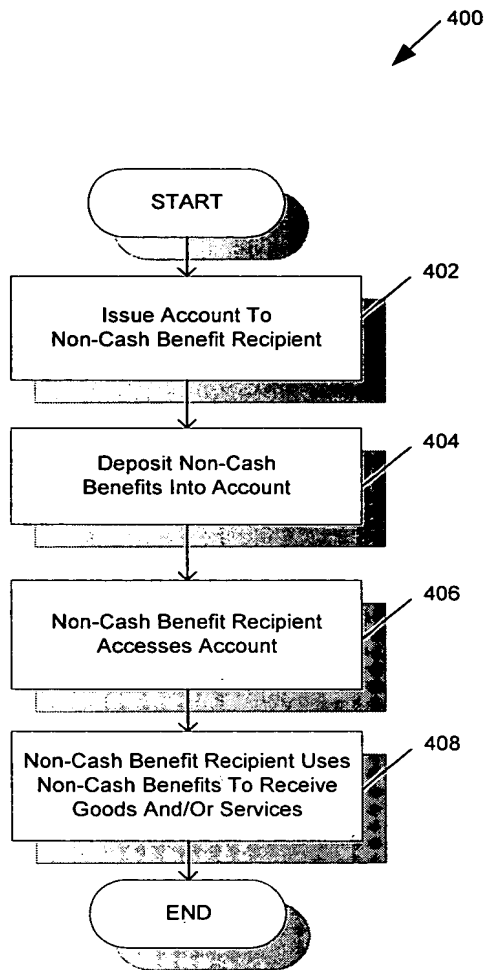 400
START
402
Issue Account To
Non-Cash Benefit Recipient
404
Deposit Non-Cash
Benefits Into Account
406
Non-Cash Benefit Recipient
Accesses Account
408
Non-Cash Benefit Recipient Uses
Non-Cash Benefits To Receive
Goods And/Or Services
END